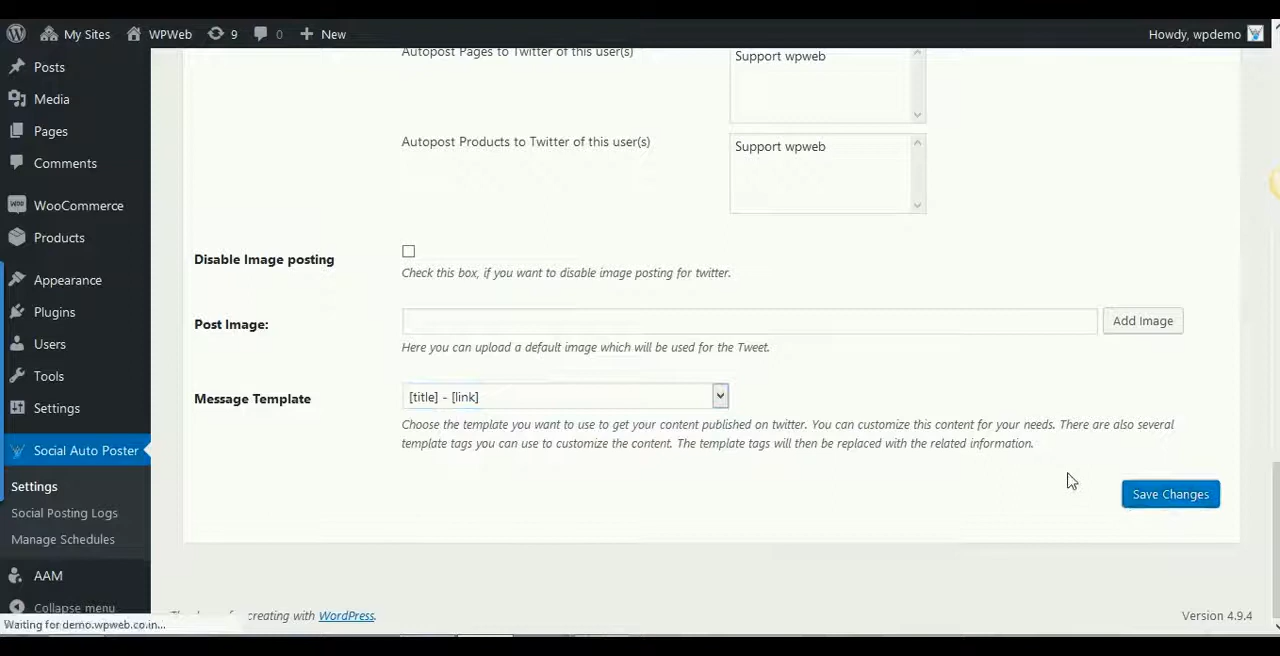 My Sites WPWeb 9 0 New Howdy, wpdemo
Posts
Media
Pages
Comments
WooCommerce
Products
Appearance
Plugins
Users
Tools
Settings
Social Auto Poster
Settings
Social Posting Logs
Manage Schedules
AAM
Collapse menu
Waiting for demo.wpweb.co.in...
Autopost Pages to Twitter of this user(s)
Support wpweb
Autopost Products to Twitter of this user(s)
Support wpweb
Disable Image posting
Check this box, if you want to disable image posting for twitter.
Post Image:
Add Image
Here you can upload a default image which will be used for the Tweet.
Message Template
[title] - [link]
Choose the template you want to use to get your content published on twitter. You can customize this content for your needs. There are also several
template tags you can use to customize the content. The template tags will then be replaced with the related information.
Save Changes
creating with WordPress.
Version 4.9.4